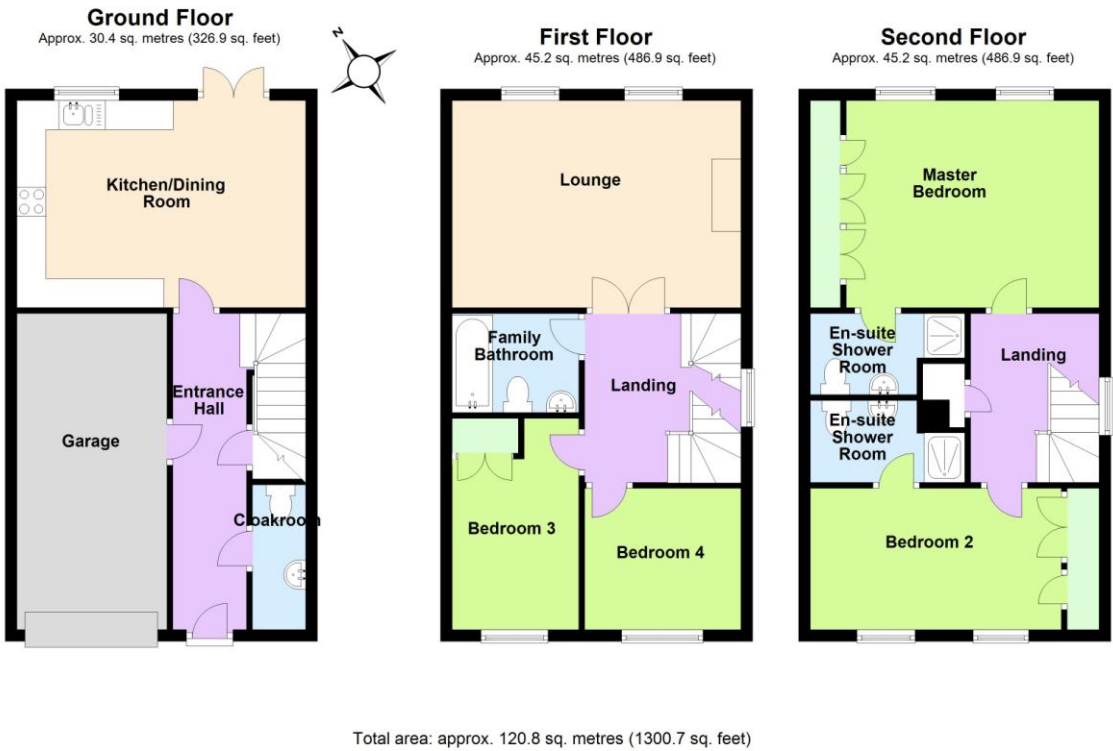 Ground Floor
Approx. 30.4 sq. metres (326.9 sq. feet)
Kitchen/Dining
Room
Entrance
Hall
Garage
Cloakroom
N
First Floor
Approx. 45.2 sq. metres (486.9 sq. feet)
Lounge
Family
Bathroom
Landing
Bedroom 3
Bedroom 4
Second Floor
Approx. 45.2 sq. metres (486.9 sq. feet)
Master
Bedroom
En-suite
Shower
Room
Landing
En-suite
Shower
Room
Bedroom 2
Total area: approx. 120.8 sq. metres (1300.7 sq. feet)